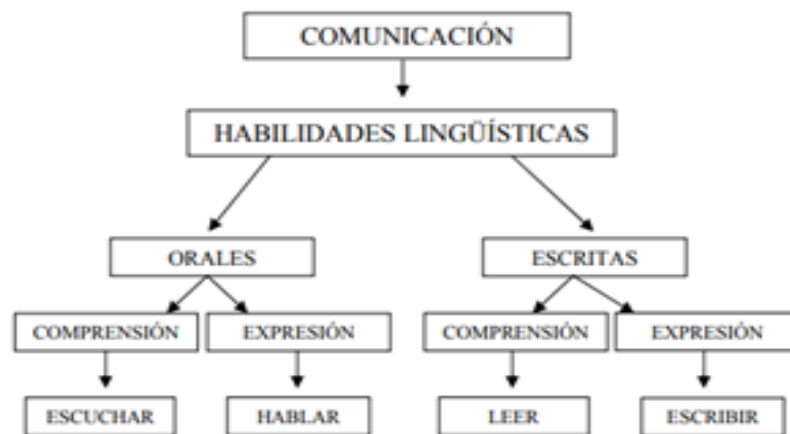 COMUNICACIÓN
HABILIDADES LINGÜÍSTICAS
ORALES
ESCRITAS
COMPRENSIÓN
EXPRESIÓN
COMPRENSIÓN
EXPRESIÓN
ESCUCHAR
HABLAR
LEER
ESCRIBIR